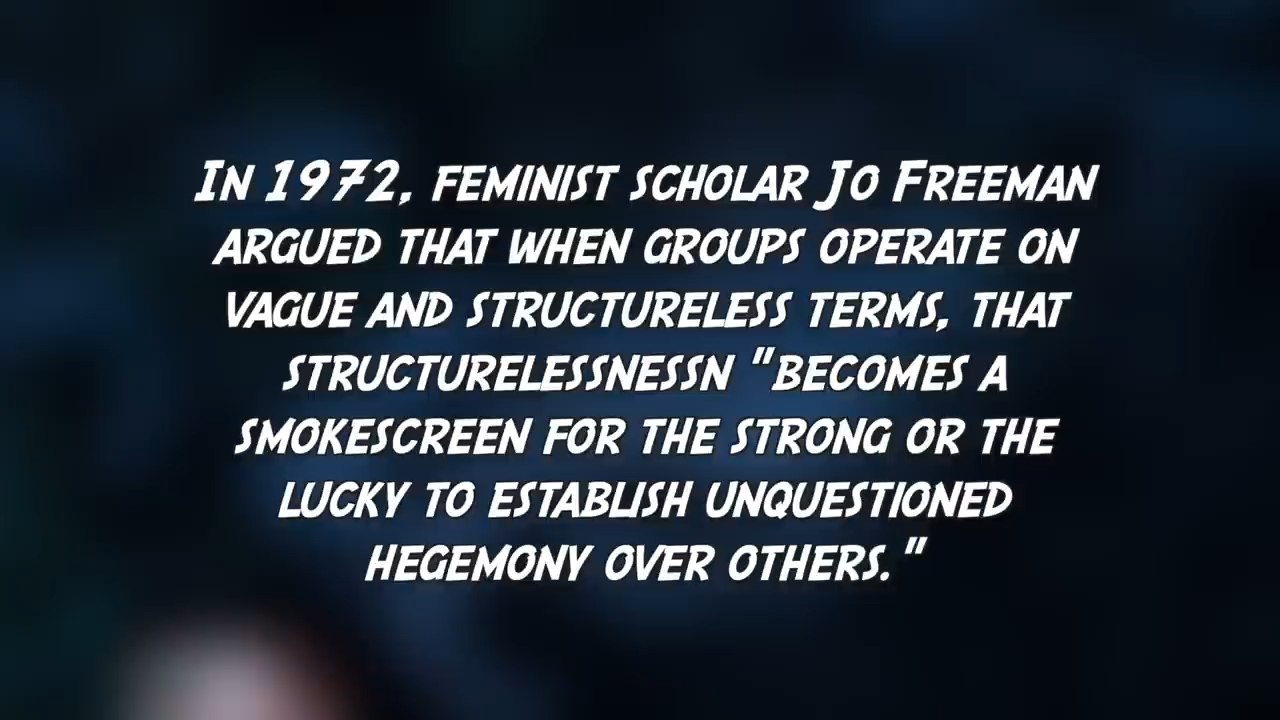 In 1972, feminist scholar Jo Freeman
argued that when groups operate on
vague and structureless terms, that
structurelessnessn "becomes a
smokescreen for the strong or the
lucky to establish unquestioned
hegemony over others."